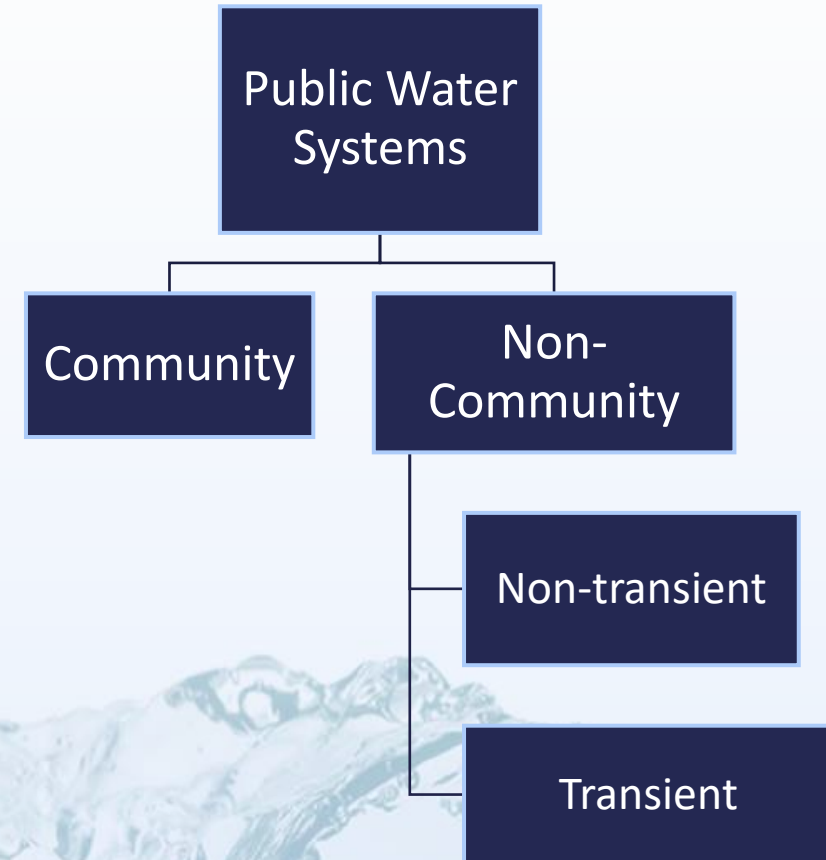 Public Water
Systems
Community
Non-
Community
Non-transient
Transient